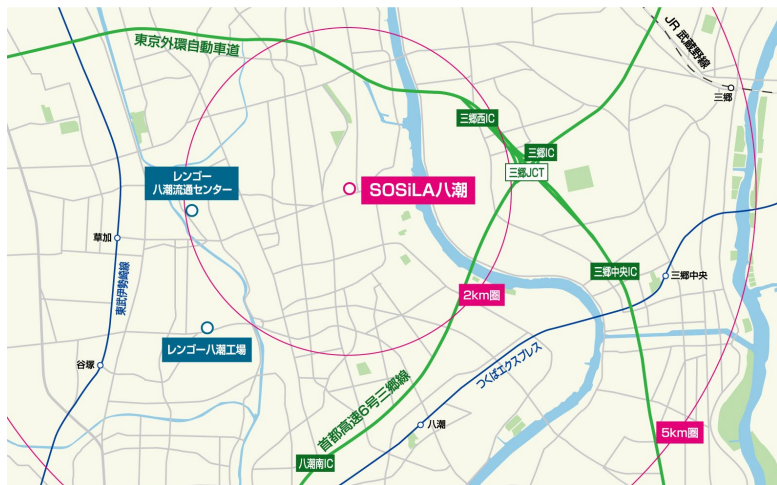 東京外環自動車道
JR 武蔵野線
三郷
三郷西IC
三郷IC
三郷JCT
レンゴー
八潮流通センター
SOSiLA八潮
草加
東武伊勢崎線
三郷中央IC
三郷中央
2km圏
レンゴー八潮工場
つくばエクスプレス
谷塚
首都高速6号三郷線
八潮
5km圏
八潮南IC